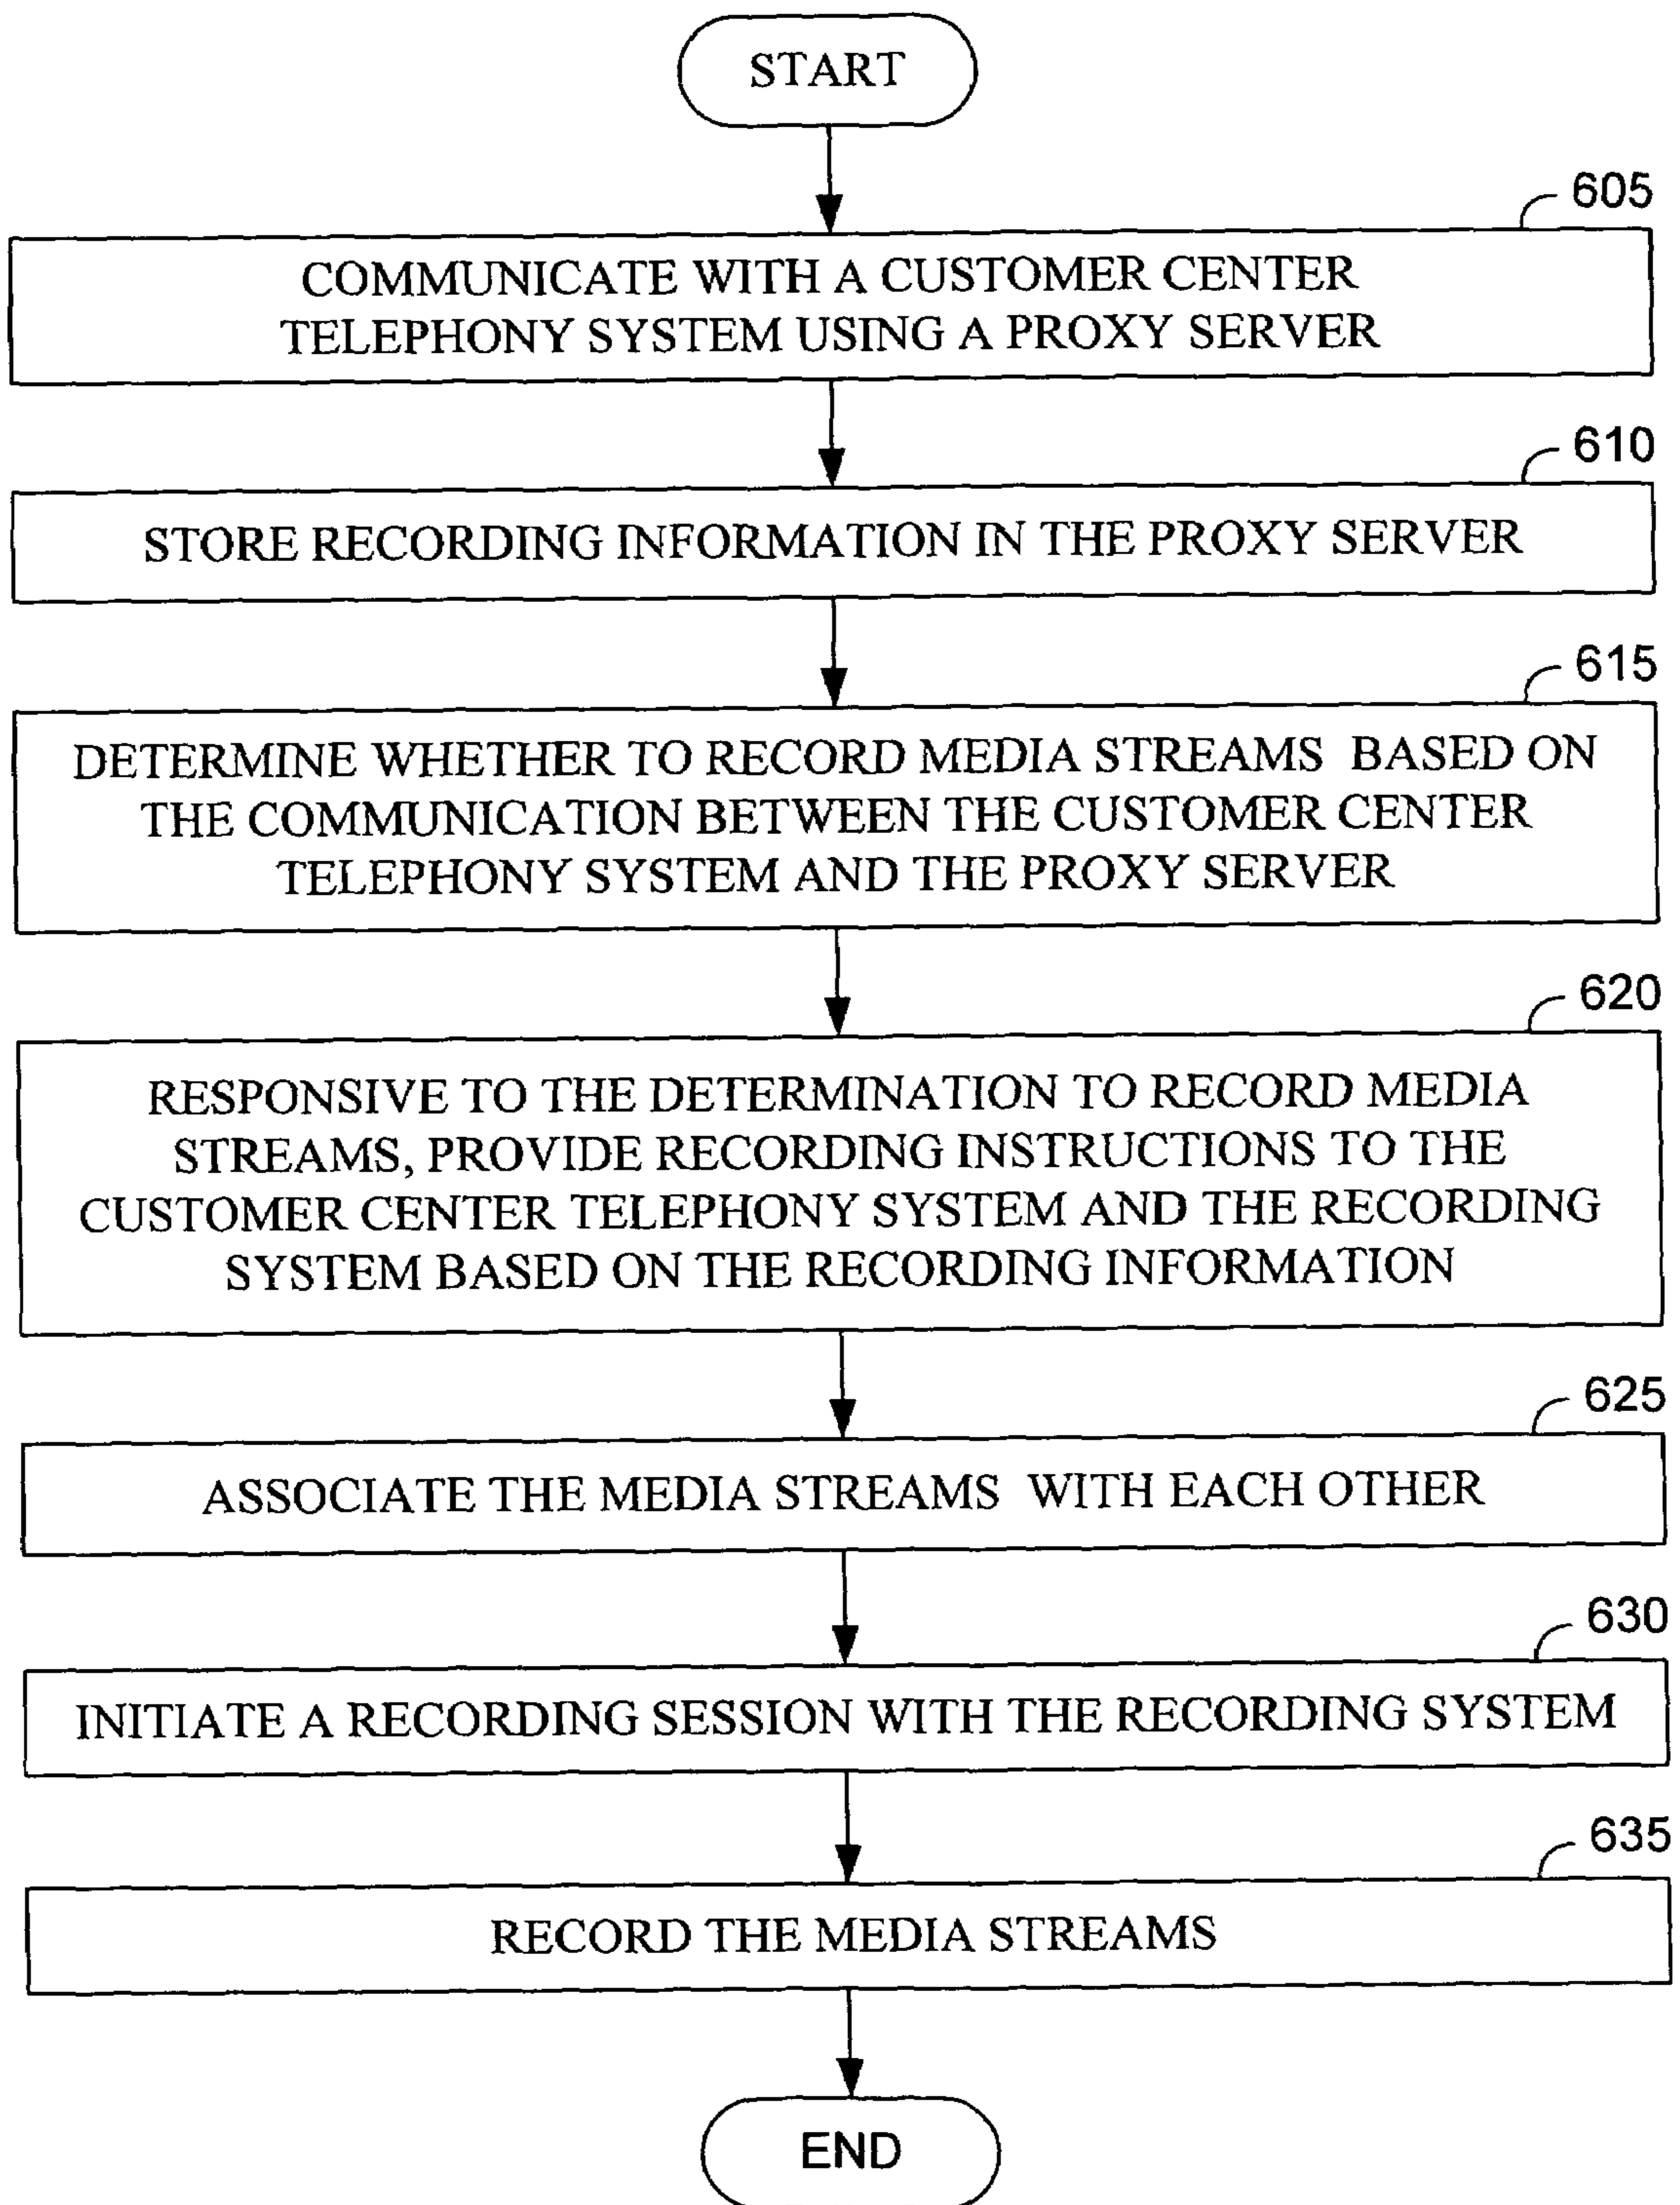 START
605
COMMUNICATE WITH A CUSTOMER CENTER
TELEPHONY SYSTEM USING A PROXY SERVER
610
STORE RECORDING INFORMATION IN THE PROXY SERVER
615
DETERMINE WHETHER TO RECORD MEDIA STREAMS BASED ON
THE COMMUNICATION BETWEEN THE CUSTOMER CENTER
TELEPHONY SYSTEM AND THE PROXY SERVER
620
RESPONSIVE TO THE DETERMINATION TO RECORD MEDIA
STREAMS, PROVIDE RECORDING INSTRUCTIONS TO THE
CUSTOMER CENTER TELEPHONY SYSTEM AND THE RECORDING
SYSTEM BASED ON THE RECORDING INFORMATION
625
ASSOCIATE THE MEDIA STREAMS WITH EACH OTHER
630
INITIATE A RECORDING SESSION WITH THE RECORDING SYSTEM
635
RECORD THE MEDIA STREAMS
END